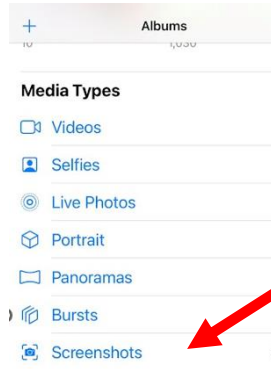 + Albums
Media Types
Videos
Selfies
Live Photos
Portrait
Panoramas
Bursts
Screenshots